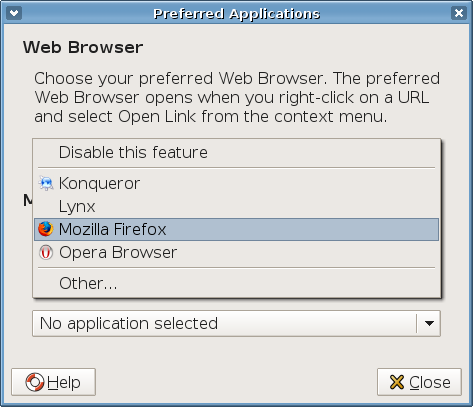 Preferred Applications
Web Browser
Choose your preferred Web Browser. The preferred
Web Browser opens when you right-click on a URL
and select Open Link from the context menu.
Disable this feature
Konqueror
Lynx
Mozilla Firefox
Opera Browser
Other...
No application selected
Help
Close